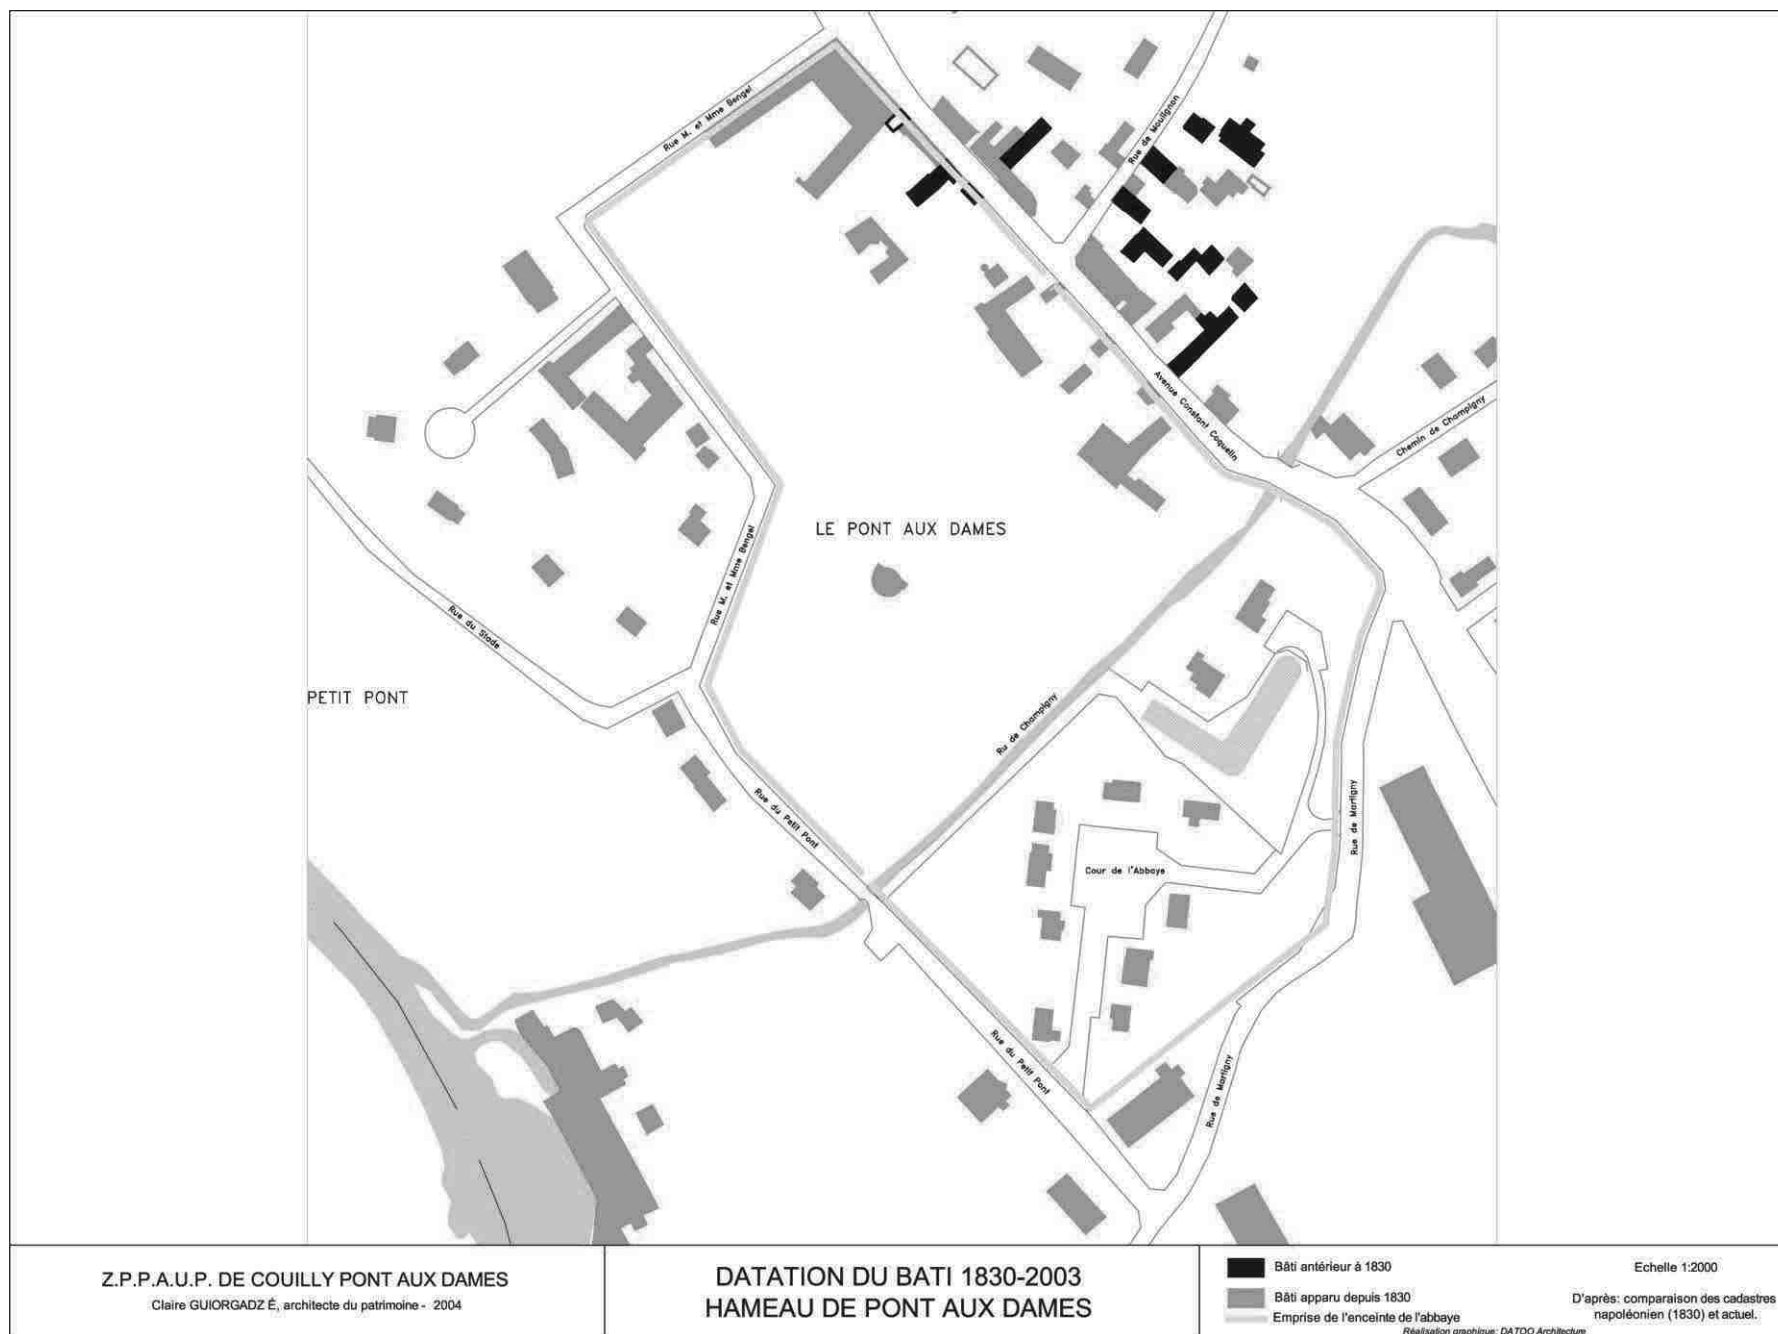 Rue M. et Mme Bengel
Rue de Moulignon
Avenue Constant Coquelin
Chemin de Champigny
LE PONT AUX DAMES
Rue M. et Mme Bengel
Rue du Stade
PETIT PONT
Ru de Champigny
Rue du Petit Pont
Rue de Martigny
Cour de l'Abbaye
Rue du Petit Pont
Rue de Martigny
Z.P.P.A.U.P. DE COUILLY PONT AUX DAMES
Claire GUIORGADZ É, architecte du patrimoine - 2004
DATATION DU BATI 1830-2003
HAMEAU DE PONT AUX DAMES
Bâti antérieur à 1830
Bâti apparu depuis 1830
Emprise de l'enceinte de l'abbaye
Echelle 1:2000
D'après: comparaison des cadastres
napoléonien (1830) et actuel.
Réalisation graphique: DATOO Architecture